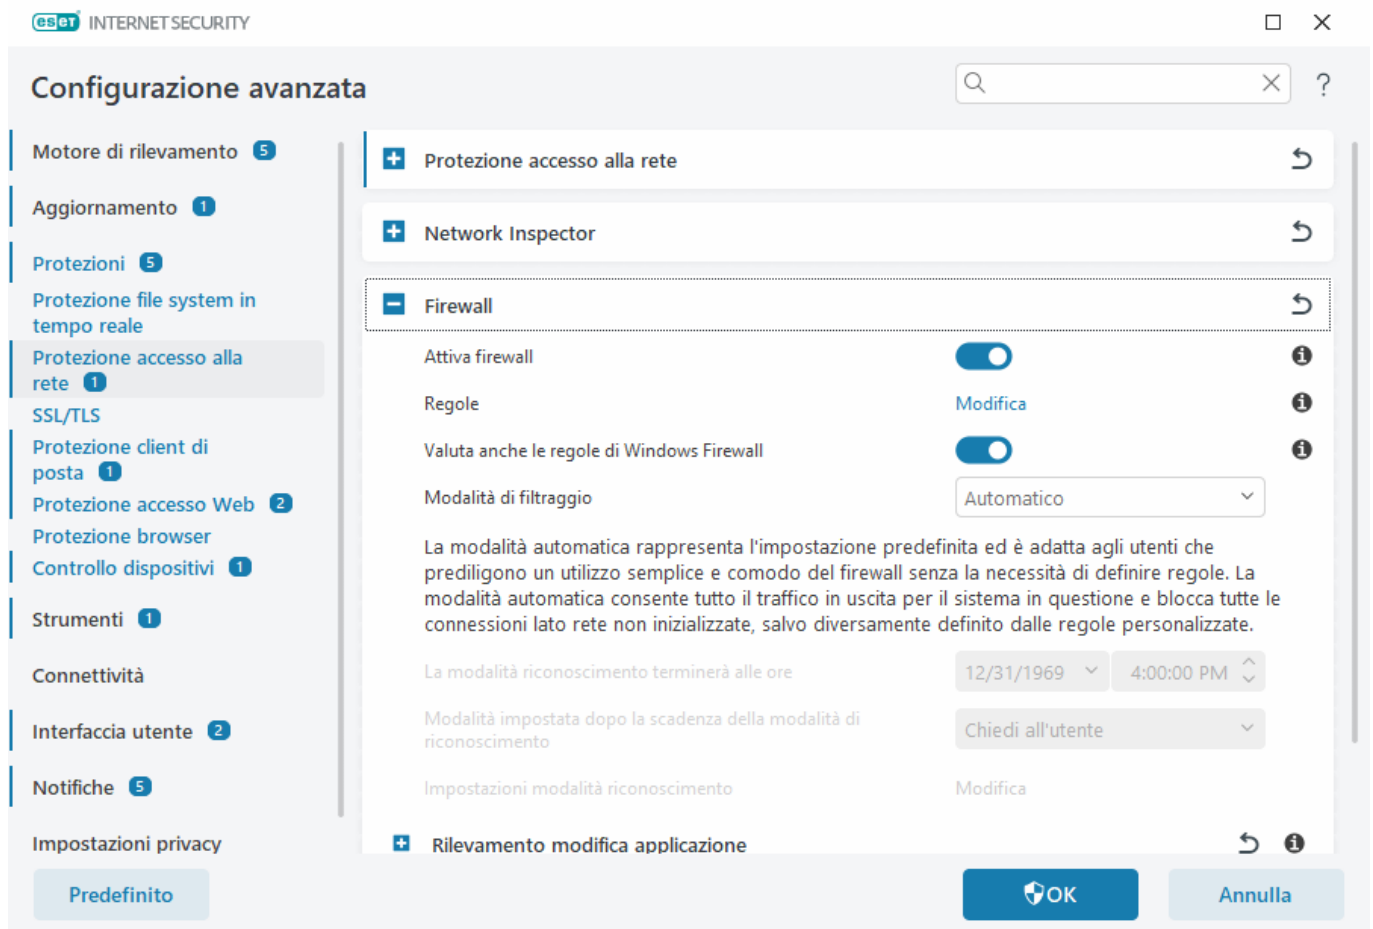 eset INTERNET SECURITY
Configurazione avanzata
?
Motore di rilevamento 5
Aggiornamento 1
Protezioni 5
Protezione file system in
tempo reale
Protezione accesso alla
rete 1
SSL/TLS
Protezione client di
posta 1
Protezione accesso Web 2
Protezione browser
Controllo dispositivi 1
Strumenti 1
Connettività
Interfaccia utente 2
Notifiche 5
Impostazioni privacy
Protezione accesso alla rete
Network Inspector
Firewall
Attiva firewall
Regole Modifica
Valuta anche le regole di Windows Firewall
Modalità di filtraggio Automatico
La modalità automatica rappresenta l'impostazione predefinita ed è adatta agli utenti che
prediligono un utilizzo semplice e comodo del firewall senza la necessità di definire regole. La
modalità automatica consente tutto il traffico in uscita per il sistema in questione e blocca tutte le
connessioni lato rete non inizializzate, salvo diversamente definito dalle regole personalizzate.
La modalità riconoscimento terminerà alle ore 12/31/1969 4:00:00 PM
Modalità impostata dopo la scadenza della modalità di
riconoscimento Chiedi all'utente
Impostazioni modalità riconoscimento Modifica
Rilevamento modifica applicazione
Predefinito
OK
Annulla